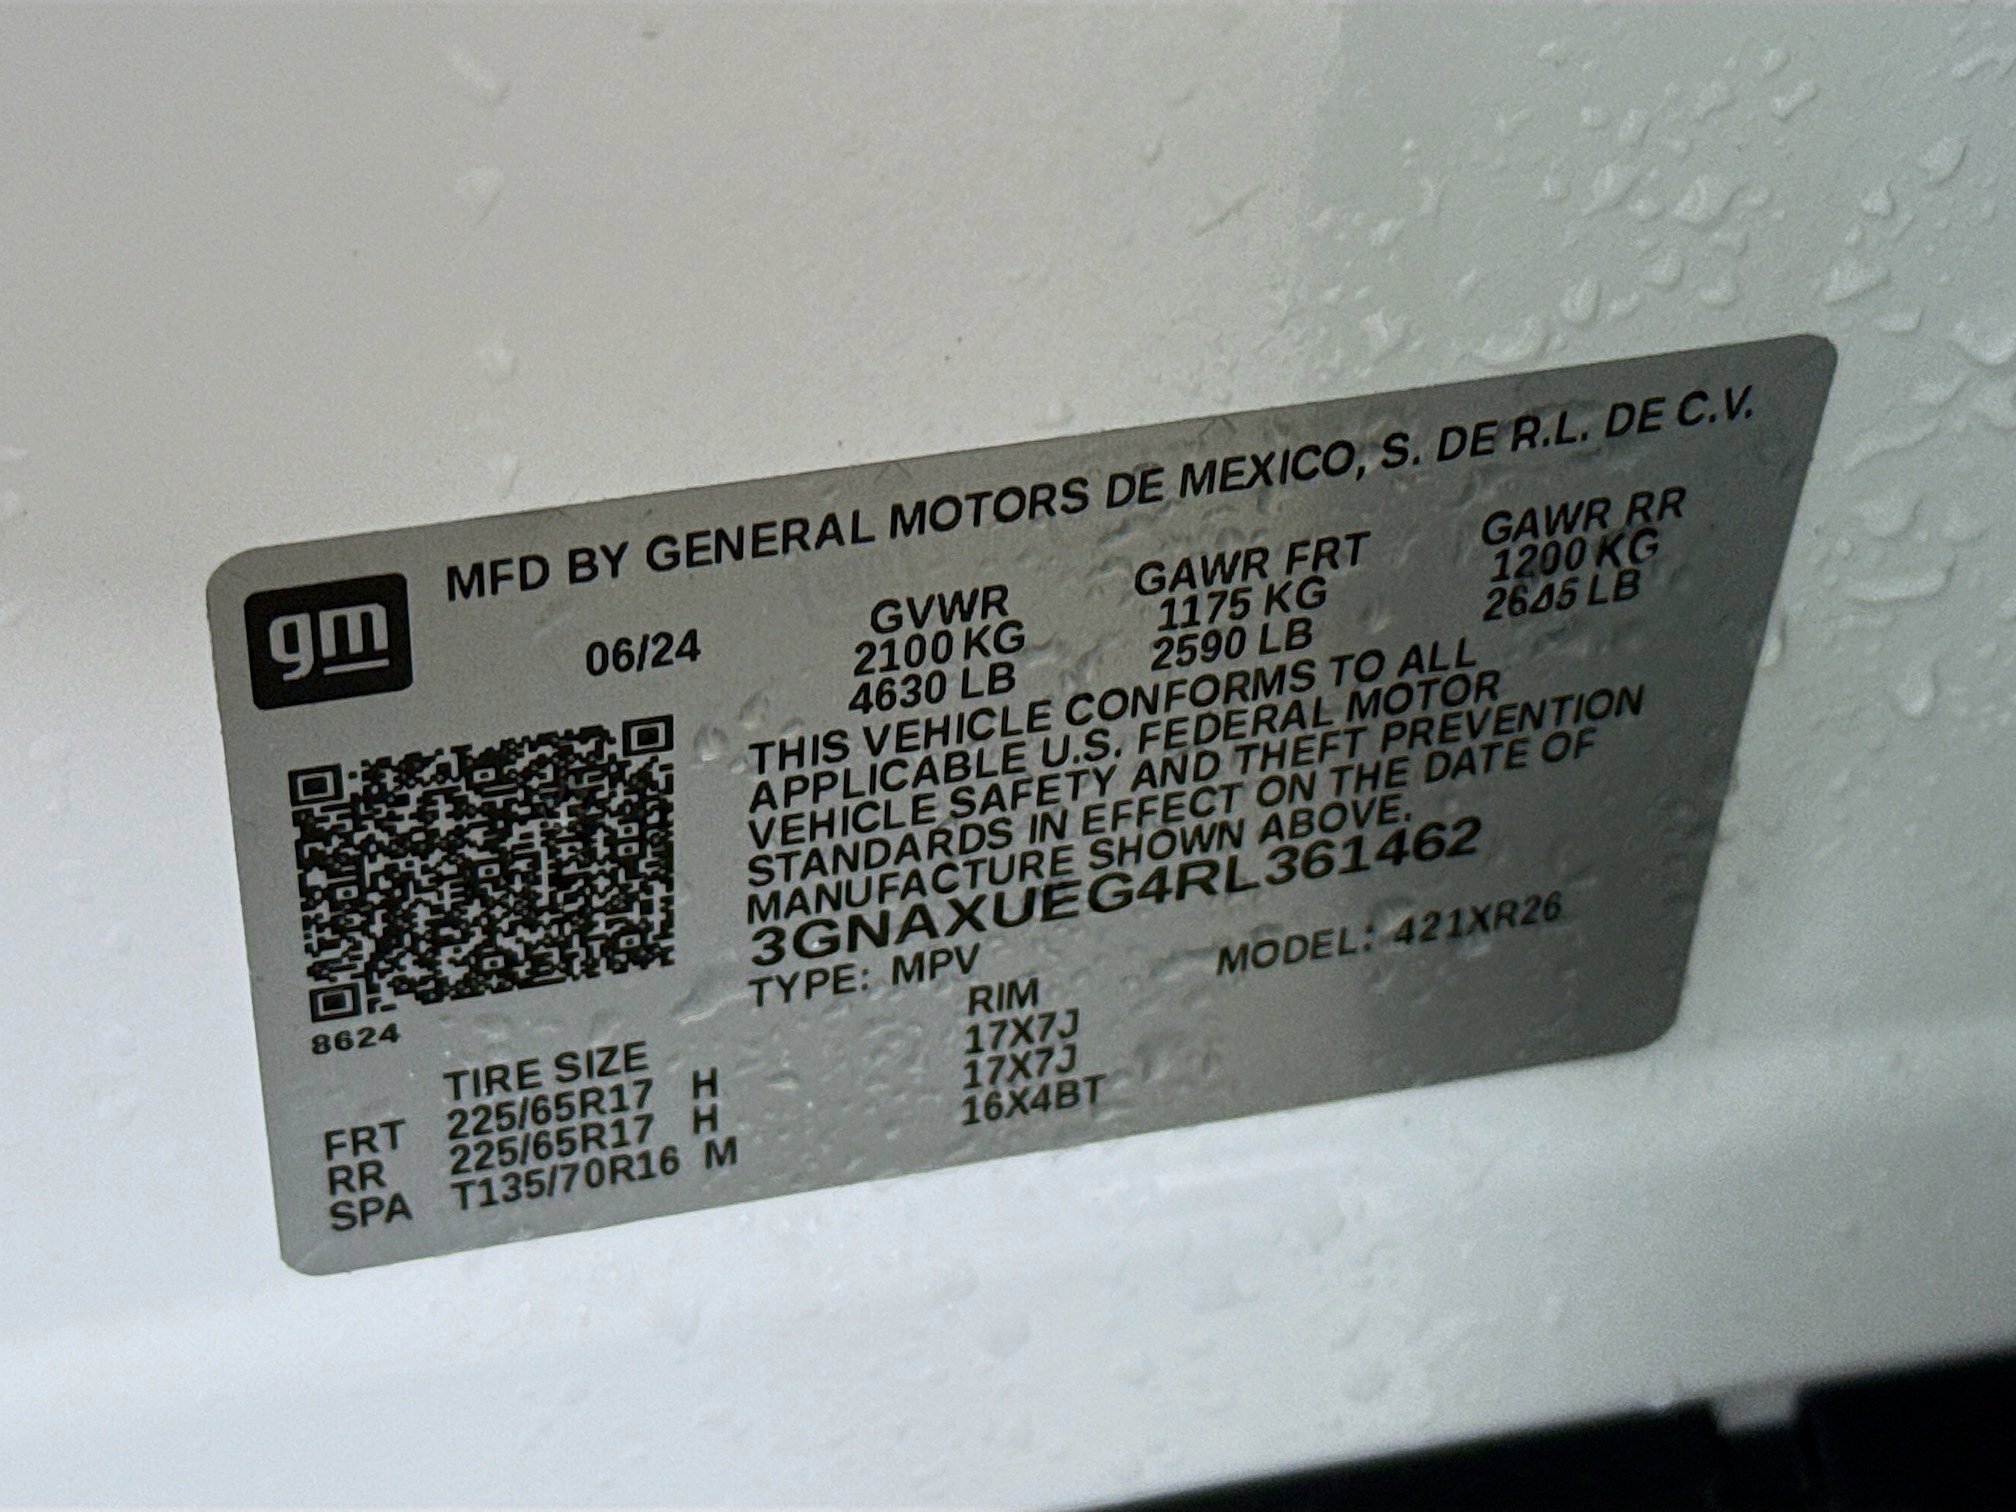 MFD BY GENERAL MOTORS DE MEXICO, S. DE R.L. DE C.V.
gm
06/24 GVWR GAWR FRT GAWR RR
2100 KG 1175 KG 1200 KG
4630 LB 2590 LB 2645 LB
THIS VEHICLE CONFORMS TO ALL
APPLICABLE U.S. FEDERAL MOTOR
VEHICLE SAFETY AND THEFT PREVENTION
STANDARDS IN EFFECT ON THE DATE OF
MANUFACTURE SHOWN ABOVE.
3GNAXUEG4RL361462
TYPE: MPV MODEL: 421XR26
8624
TIRE SIZE RIM
FRT 225/65R17 H 17X7J
RR 225/65R17 H 17X7J
SPA T135/70R16 M 16X4BT